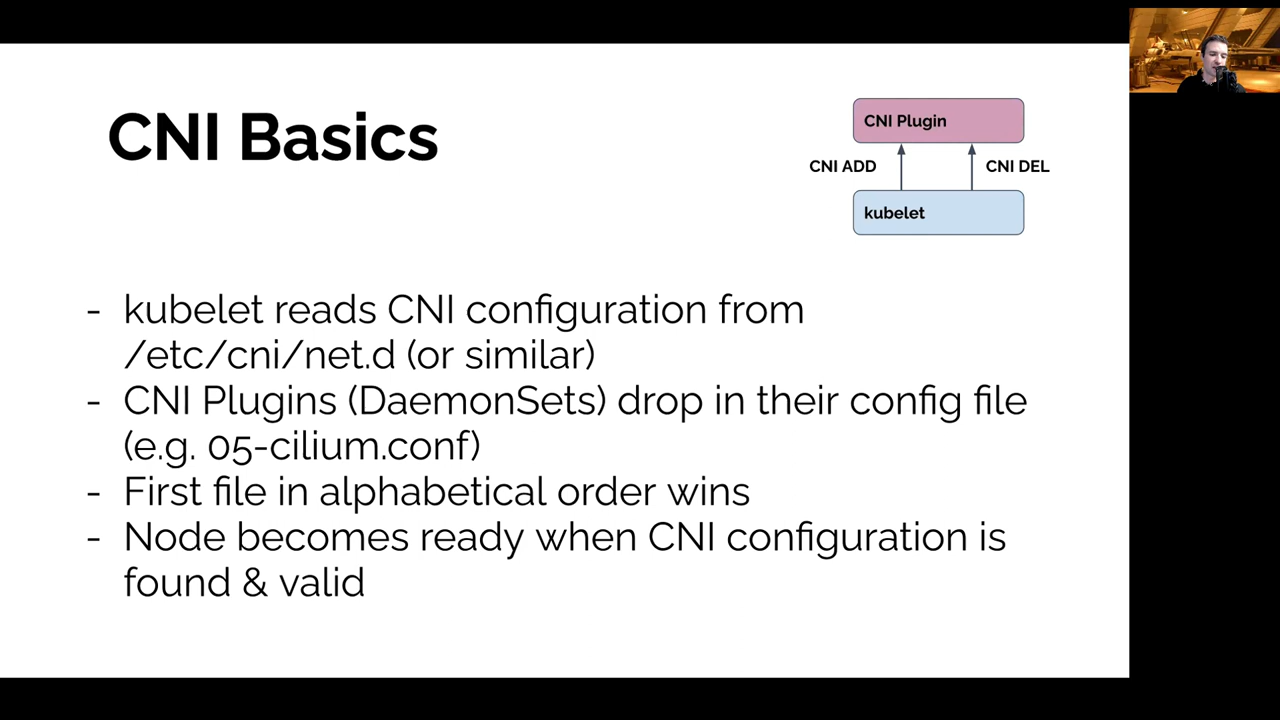 CNI Basics
CNI Plugin
CNI ADD
CNI DEL
kubelet
- kubelet reads CNI configuration from
/etc/cni/net.d (or similar)
- CNI Plugins (DaemonSets) drop in their config file
(e.g. 05-cilium.conf)
- First file in alphabetical order wins
- Node becomes ready when CNI configuration is
found & valid